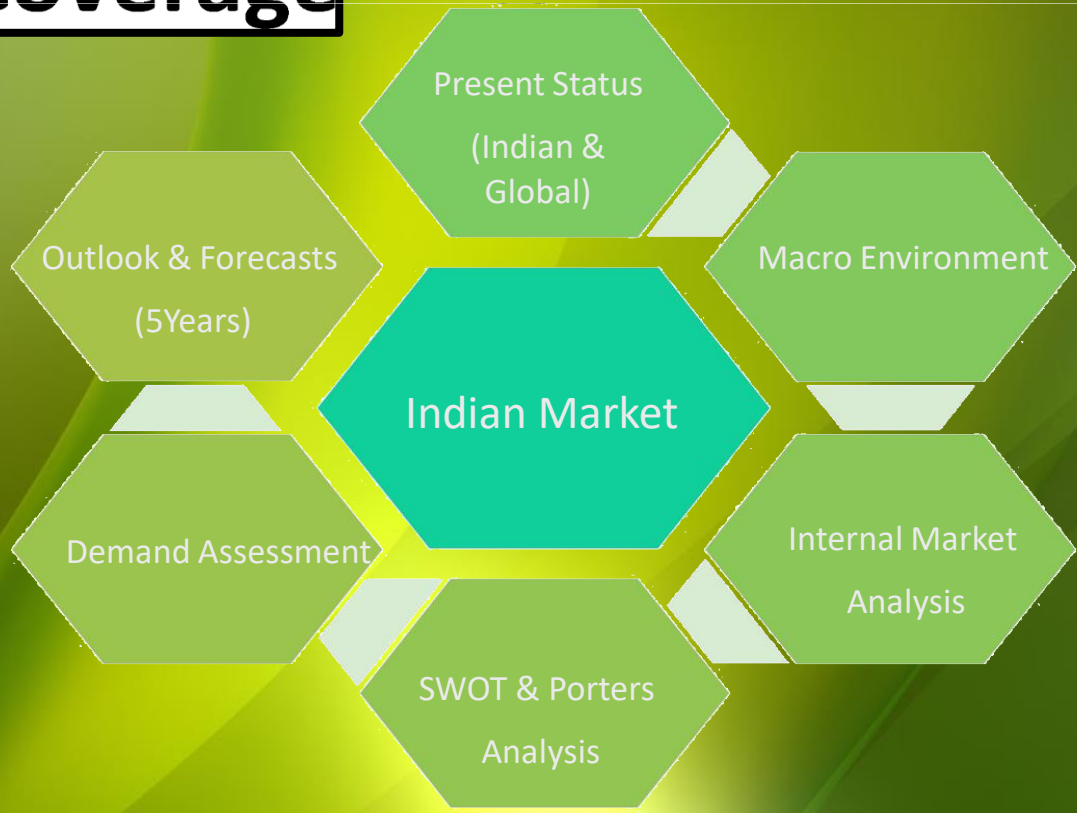 Present Status
(Indian &
Global)
Macro Environment
Internal Market
Analysis
SWOT & Porters
Analysis
Demand Assessment
Outlook & Forecasts
(5Years)
Indian Market